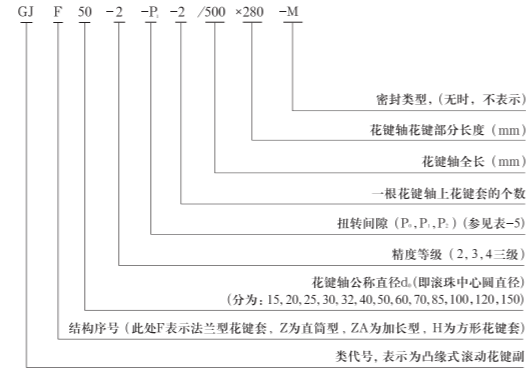 GJ F 50 -2 -P₁ -2 /500 ×280 -M
密封类型，(无时，不表示)
花键轴花键部分长度 (mm)
花键轴全长 (mm)
一根花键轴上花键套的个数
扭转间隙 (P₀,P₁,P₂) (参见表-5)
精度等级 (2,3,4三级)
花键轴公称直径d₀(即滚珠中心圆直径)
(分为：15,20,25,30,32,40,50,60,70,85,100,120,150)
结构序号 (此处F表示法兰型花键套，Z为直筒型，ZA为加长型，H为方形花键套)
类代号，表示为凸缘式滚动花键副